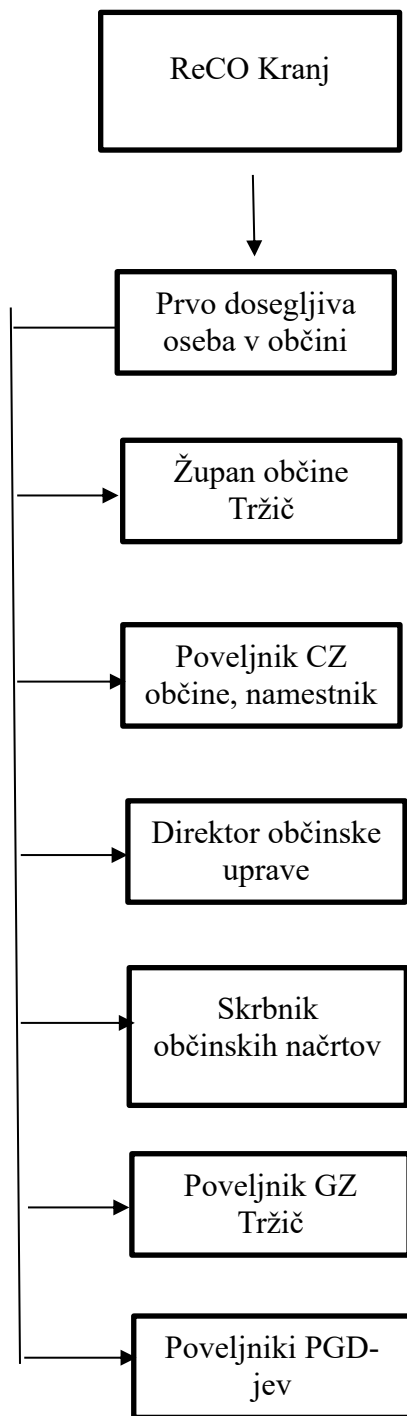 ReCO Kranj
Prvo dosegljiva
oseba v občini
Župan občine
Tržič
Poveljnik CZ
občine, namestnik
Direktor občinske
uprave
Skrbnik
občinskih načrtov
Poveljnik GZ
Tržič
Poveljniki PGD-
jev